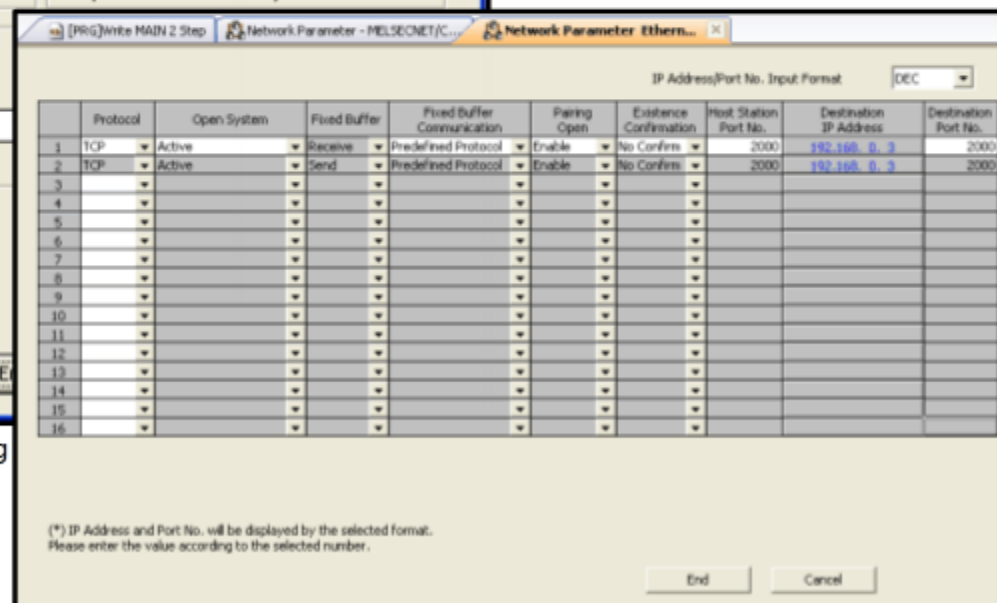 [PRG]Write MAIN 2 Step Network Parameter - MELSECNET/C... Network Parameter Ethern...
IP Address/Port No. Input Format DEC
Protocol Open System Fixed Buffer Fixed Buffer Communication Pairing Open Existence Confirmation Host Station Port No. Destination IP Address Destination Port No.
1 TCP Active Receive Predefined Protocol Enable No Confirm 2000 192.168. 0. 3 2000
2 TCP Active Send Predefined Protocol Enable No Confirm 2000 192.168. 0. 3 2000
3
4
5
6
7
8
9
10
11
12
13
14
15
16
g
(*) IP Address and Port No. will be displayed by the selected format.
Please enter the value according to the selected number.
End Cancel